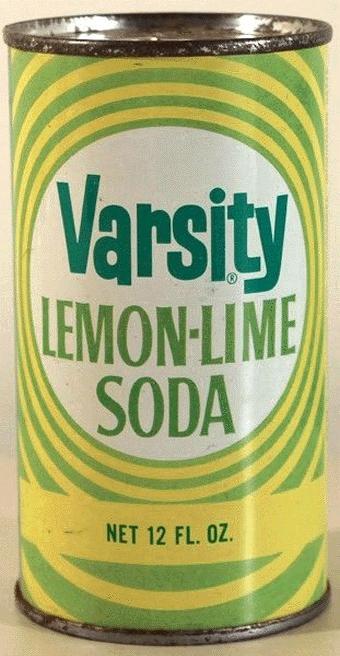 Varsity®
LEMON-LIME
SODA
NET 12 FL. OZ.